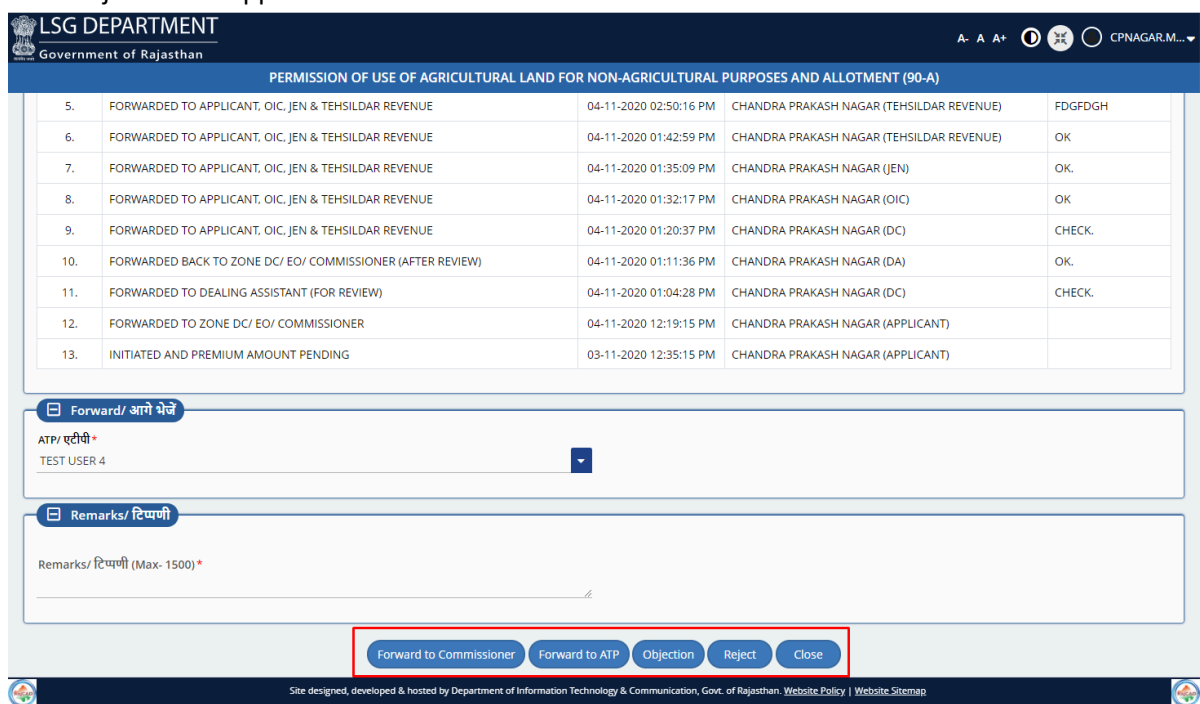 LSG DEPARTMENT
Government of Rajasthan
A- A A+ CPNAGAR.M...
PERMISSION OF USE OF AGRICULTURAL LAND FOR NON-AGRICULTURAL PURPOSES AND ALLOTMENT (90-A)
5. FORWARDED TO APPLICANT, OIC, JEN & TEHSILDAR REVENUE 04-11-2020 02:50:16 PM CHANDRA PRAKASH NAGAR (TEHSILDAR REVENUE) FDGFDGH
6. FORWARDED TO APPLICANT, OIC, JEN & TEHSILDAR REVENUE 04-11-2020 01:42:59 PM CHANDRA PRAKASH NAGAR (TEHSILDAR REVENUE) OK
7. FORWARDED TO APPLICANT, OIC, JEN & TEHSILDAR REVENUE 04-11-2020 01:35:09 PM CHANDRA PRAKASH NAGAR (JEN) OK.
8. FORWARDED TO APPLICANT, OIC, JEN & TEHSILDAR REVENUE 04-11-2020 01:32:17 PM CHANDRA PRAKASH NAGAR (OIC) OK
9. FORWARDED TO APPLICANT, OIC, JEN & TEHSILDAR REVENUE 04-11-2020 01:20:37 PM CHANDRA PRAKASH NAGAR (DC) CHECK.
10. FORWARDED BACK TO ZONE DC/ EO/ COMMISSIONER (AFTER REVIEW) 04-11-2020 01:11:36 PM CHANDRA PRAKASH NAGAR (DA) OK.
11. FORWARDED TO DEALING ASSISTANT (FOR REVIEW) 04-11-2020 01:04:28 PM CHANDRA PRAKASH NAGAR (DC) CHECK.
12. FORWARDED TO ZONE DC/ EO/ COMMISSIONER 04-11-2020 12:19:15 PM CHANDRA PRAKASH NAGAR (APPLICANT)
13. INITIATED AND PREMIUM AMOUNT PENDING 03-11-2020 12:35:15 PM CHANDRA PRAKASH NAGAR (APPLICANT)
Forward/ आगे भेजें
ATP/ एटीपी*
TEST USER 4
Remarks/ टिप्पणी
Remarks/ टिप्पणी (Max- 1500)*
Forward to Commissioner Forward to ATP Objection Reject Close
Site designed, developed & hosted by Department of Information Technology & Communication, Govt. of Rajasthan. Website Policy | Website Sitemap